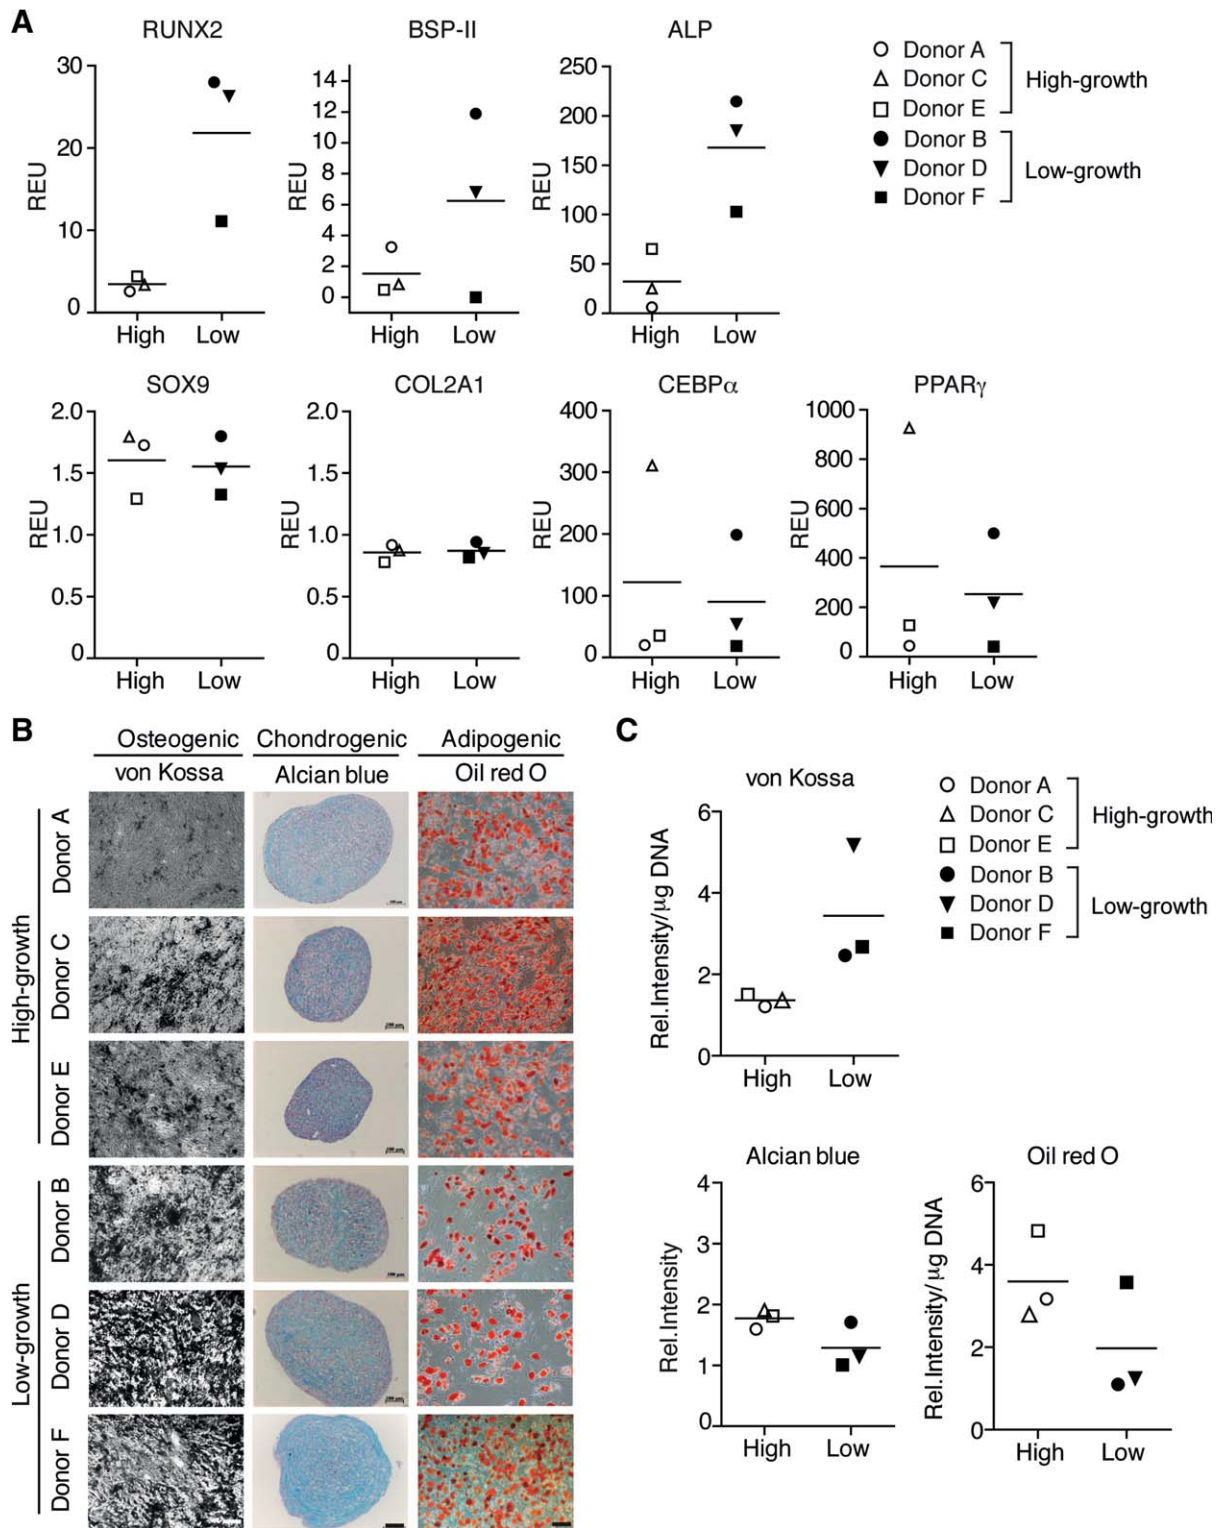 A
RUNX2
BSP-II
ALP
Donor A
Donor C
Donor E
High-growth
Donor B
Donor D
Donor F
Low-growth
REU
30
20
10
0
High
Low
REU
14
12
10
8
6
4
2
0
High
Low
REU
250
200
150
100
50
0
High
Low
SOX9
COL2A1
CEBPα
PPARγ
REU
2.0
1.5
1.0
0.5
0
High
Low
REU
2.0
1.5
1.0
0.5
0
High
Low
REU
400
300
200
100
0
High
Low
REU
1000
800
600
400
200
0
High
Low
B
Osteogenic
Chondrogenic
Adipogenic
von Kossa
Alcian blue
Oil red O
High-growth
Donor A
Donor C
Donor E
Low-growth
Donor B
Donor D
Donor F
C
von Kossa
Donor A
Donor C
Donor E
High-growth
Donor B
Donor D
Donor F
Low-growth
Rel.Intensity/µg DNA
6
4
2
0
High
Low
Alcian blue
Rel.Intensity
4
3
2
1
0
High
Low
Oil red O
Rel.Intensity/µg DNA
6
4
2
0
High
Low